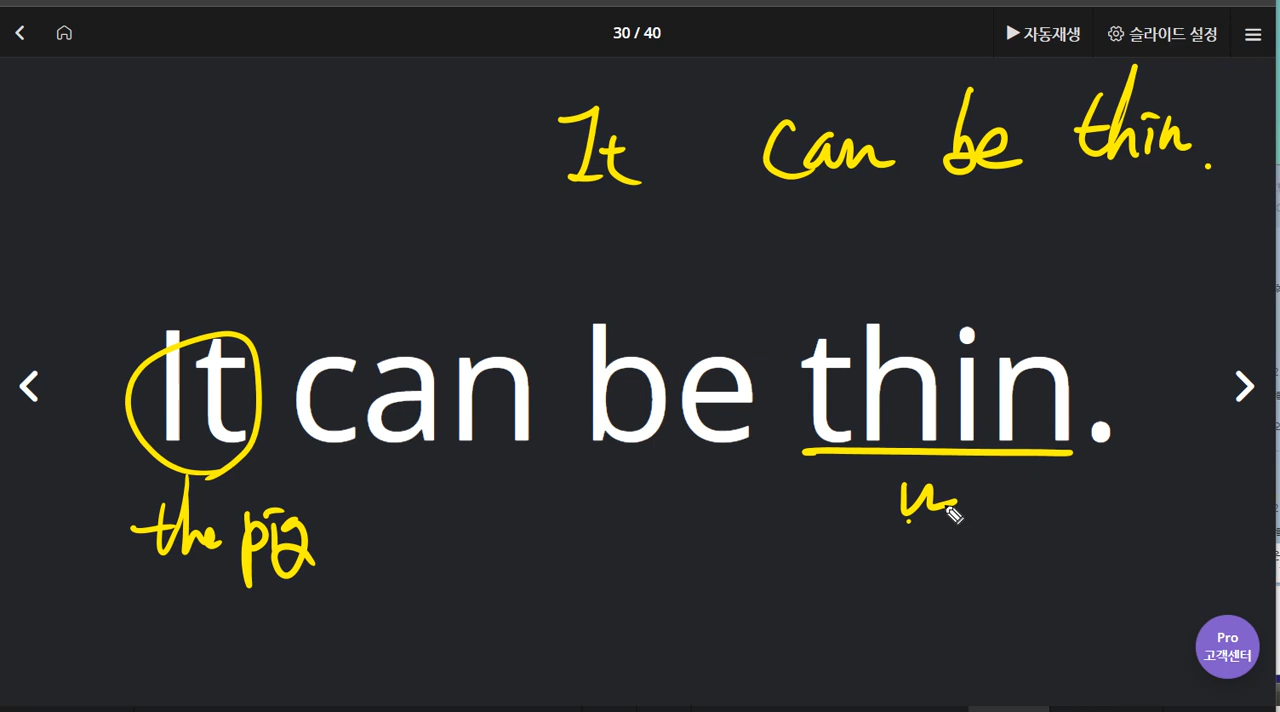 30 / 40
▶ 자동재생
슬라이드 설정
It can be thin.
It can be thin.
the pig
Pro
고객센터